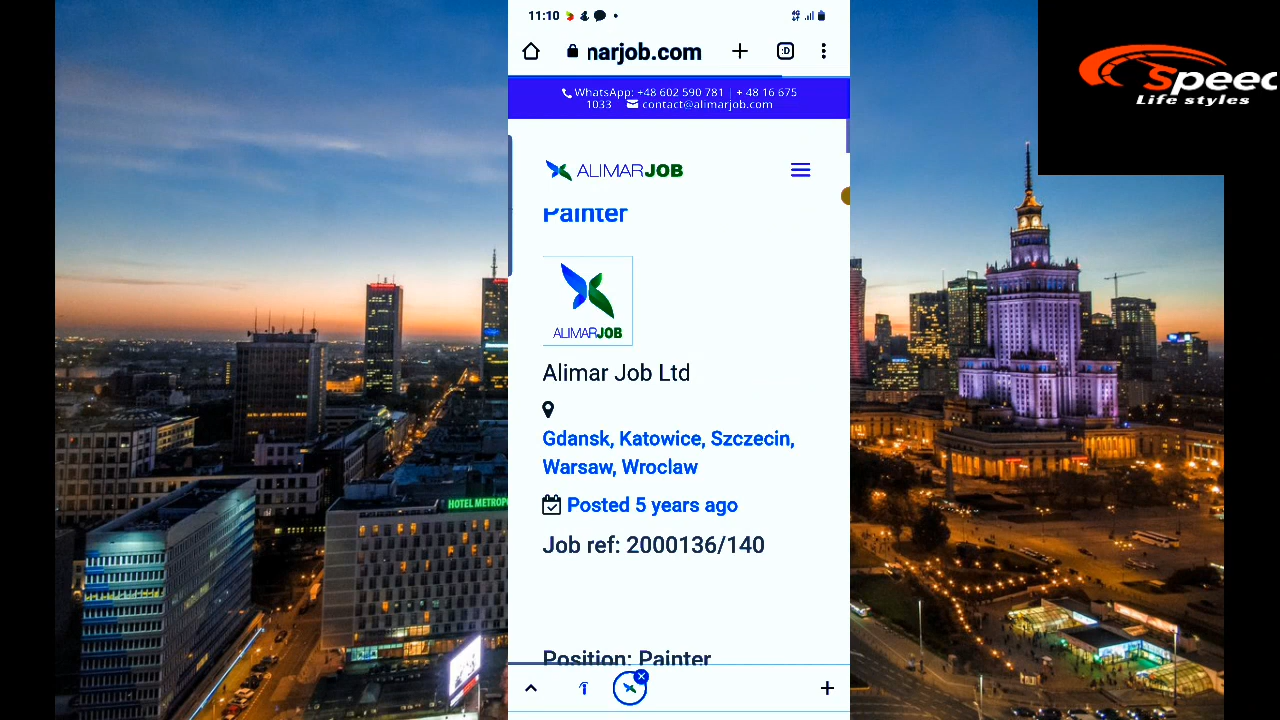 11:10
narjob.com
:D
WhatsApp: +48 602 590 781 | + 48 16 675
1033 contact@alimarjob.com
ALIMARJOB
Painter
ALIMARJOB
Alimar Job Ltd
Gdansk, Katowice, Szczecin,
Warsaw, Wroclaw
Posted 5 years ago
Job ref: 2000136/140
Position: Painter
Speed
Life styles
HOTEL METROPO